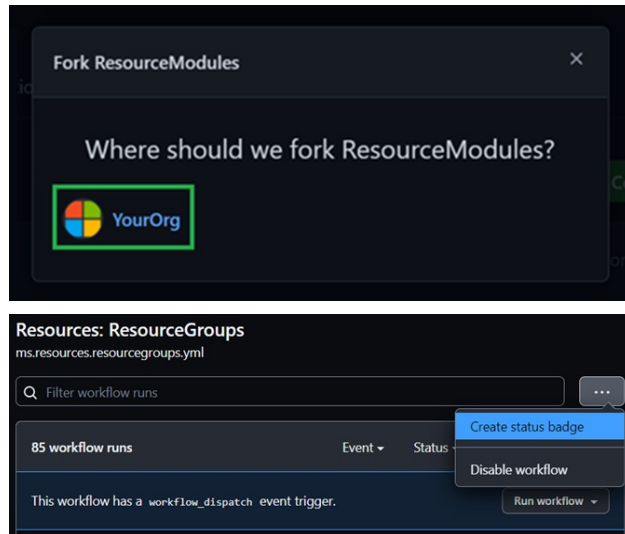 Fork ResourceModules
Where should we fork ResourceModules?
YourOrg
Resources: ResourceGroups
ms.resources.resourcegroups.yml
Filter workflow runs
...
Create status badge
85 workflow runs
Event
Status
Disable workflow
This workflow has a workflow_dispatch event trigger.
Run workflow